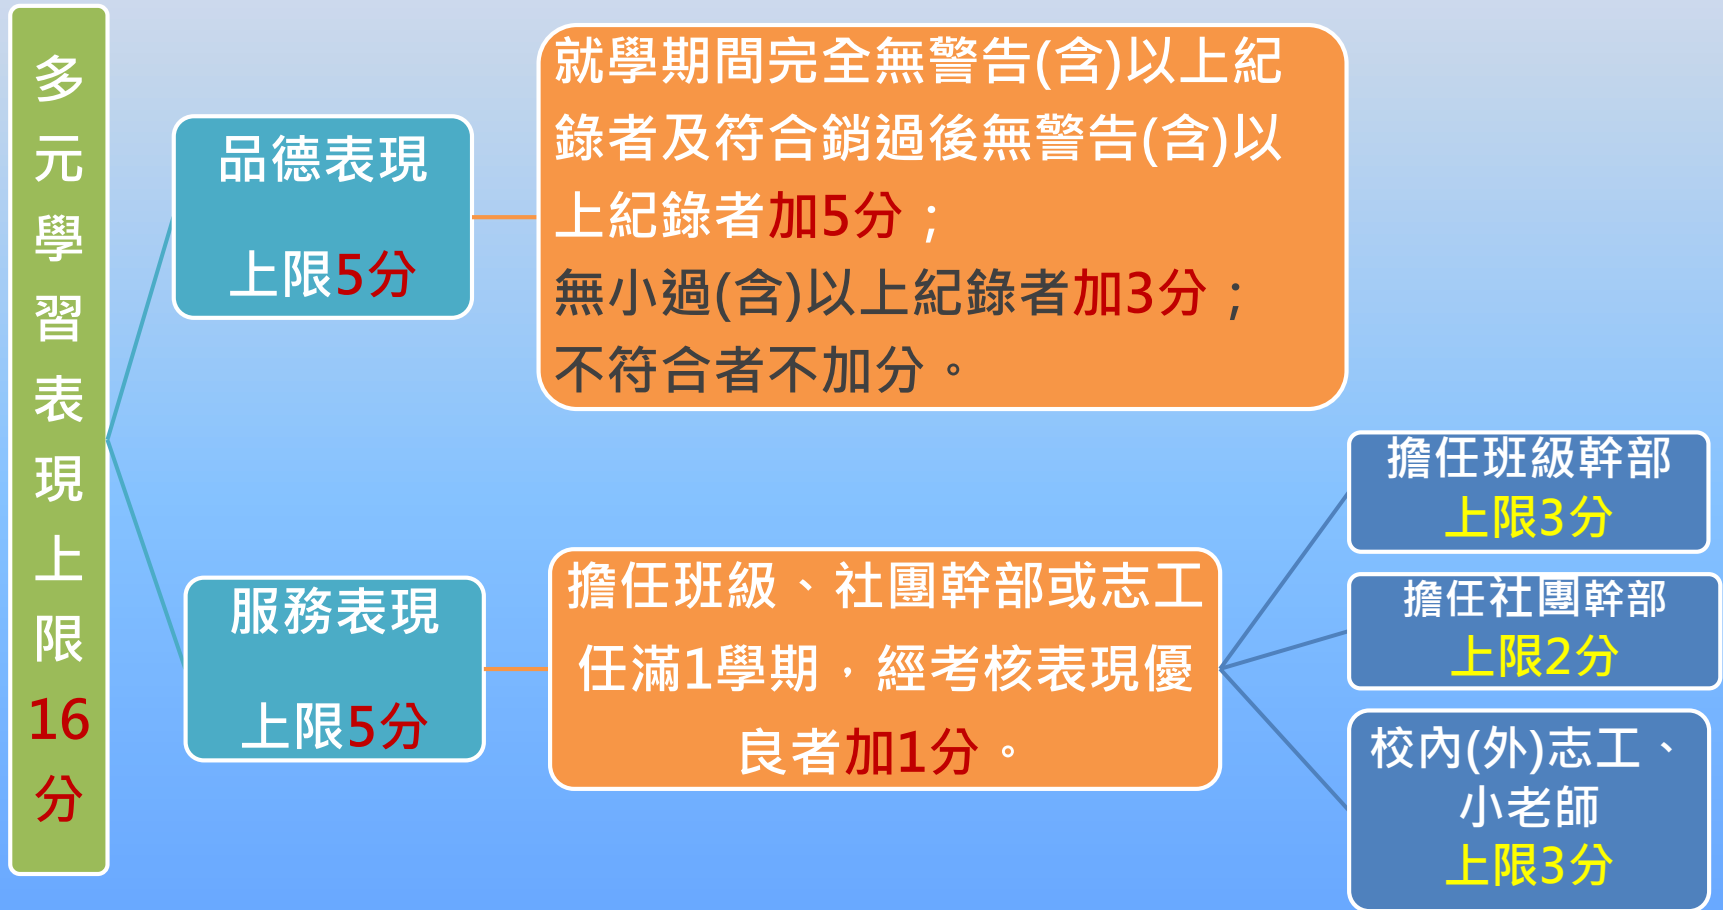 多元學習表現上限16分
品德表現
上限5分
就學期間完全無警告(含)以上紀
錄者及符合銷過後無警告(含)以
上紀錄者加5分；
無小過(含)以上紀錄者加3分；
不符合者不加分。
服務表現
上限5分
擔任班級、社團幹部或志工
任滿1學期，經考核表現優
良者加1分。
擔任班級幹部
上限3分
擔任社團幹部
上限2分
校內(外)志工、
小老師
上限3分